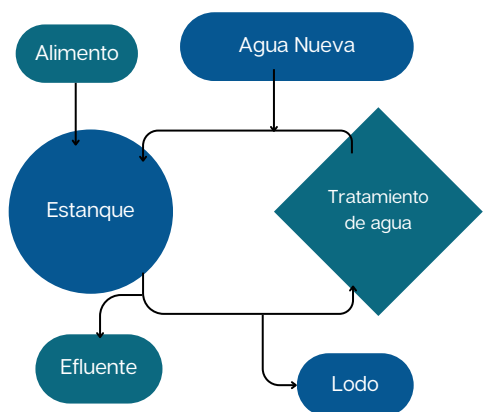 Alimento
Agua Nueva
Estanque
Tratamiento
de agua
Efluente
Lodo